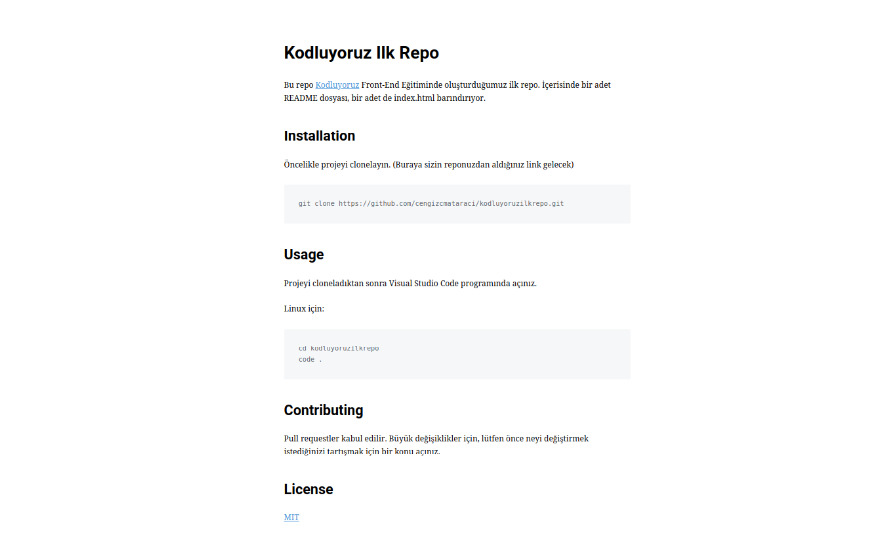 Kodluyoruz Ilk Repo
Bu repo Kodluyoruz Front-End Eğitiminde oluşturduğumuz ilk repo. İçerisinde bir adet
README dosyası, bir adet de index.html barındırıyor.
Installation
Öncelikle projeyi clonelayın. (Buraya sizin reponuzdan aldığınız link gelecek)
git clone https://github.com/cengizcmataraci/kodluyoruzilkrepo.git
Usage
Projeyi cloneladıktan sonra Visual Studio Code programında açınız.
Linux için:
cd kodluyoruzilkrepo
code .
Contributing
Pull requestler kabul edilir. Büyük değişiklikler için, lütfen önce neyi değiştirmek
istediğinizi tartışmak için bir konu açınız.
License
MIT